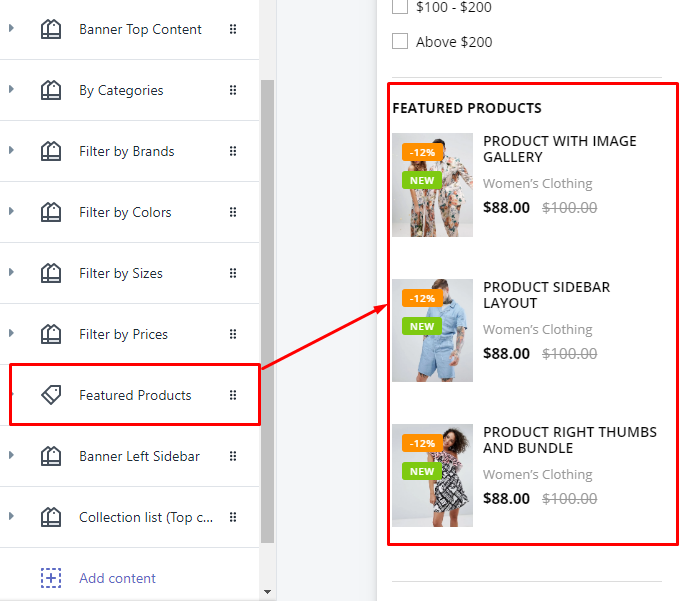 Banner Top Content
By Categories
Filter by Brands
Filter by Colors
Filter by Sizes
Filter by Prices
Featured Products
Banner Left Sidebar
Collection list (Top c...
Add content
$100 - $200
Above $200
FEATURED PRODUCTS
-12%
NEW
PRODUCT WITH IMAGE
GALLERY
Women's Clothing
$88.00 $100.00
-12%
NEW
PRODUCT SIDEBAR
LAYOUT
Women's Clothing
$88.00 $100.00
-12%
NEW
PRODUCT RIGHT THUMBS
AND BUNDLE
Women's Clothing
$88.00 $100.00